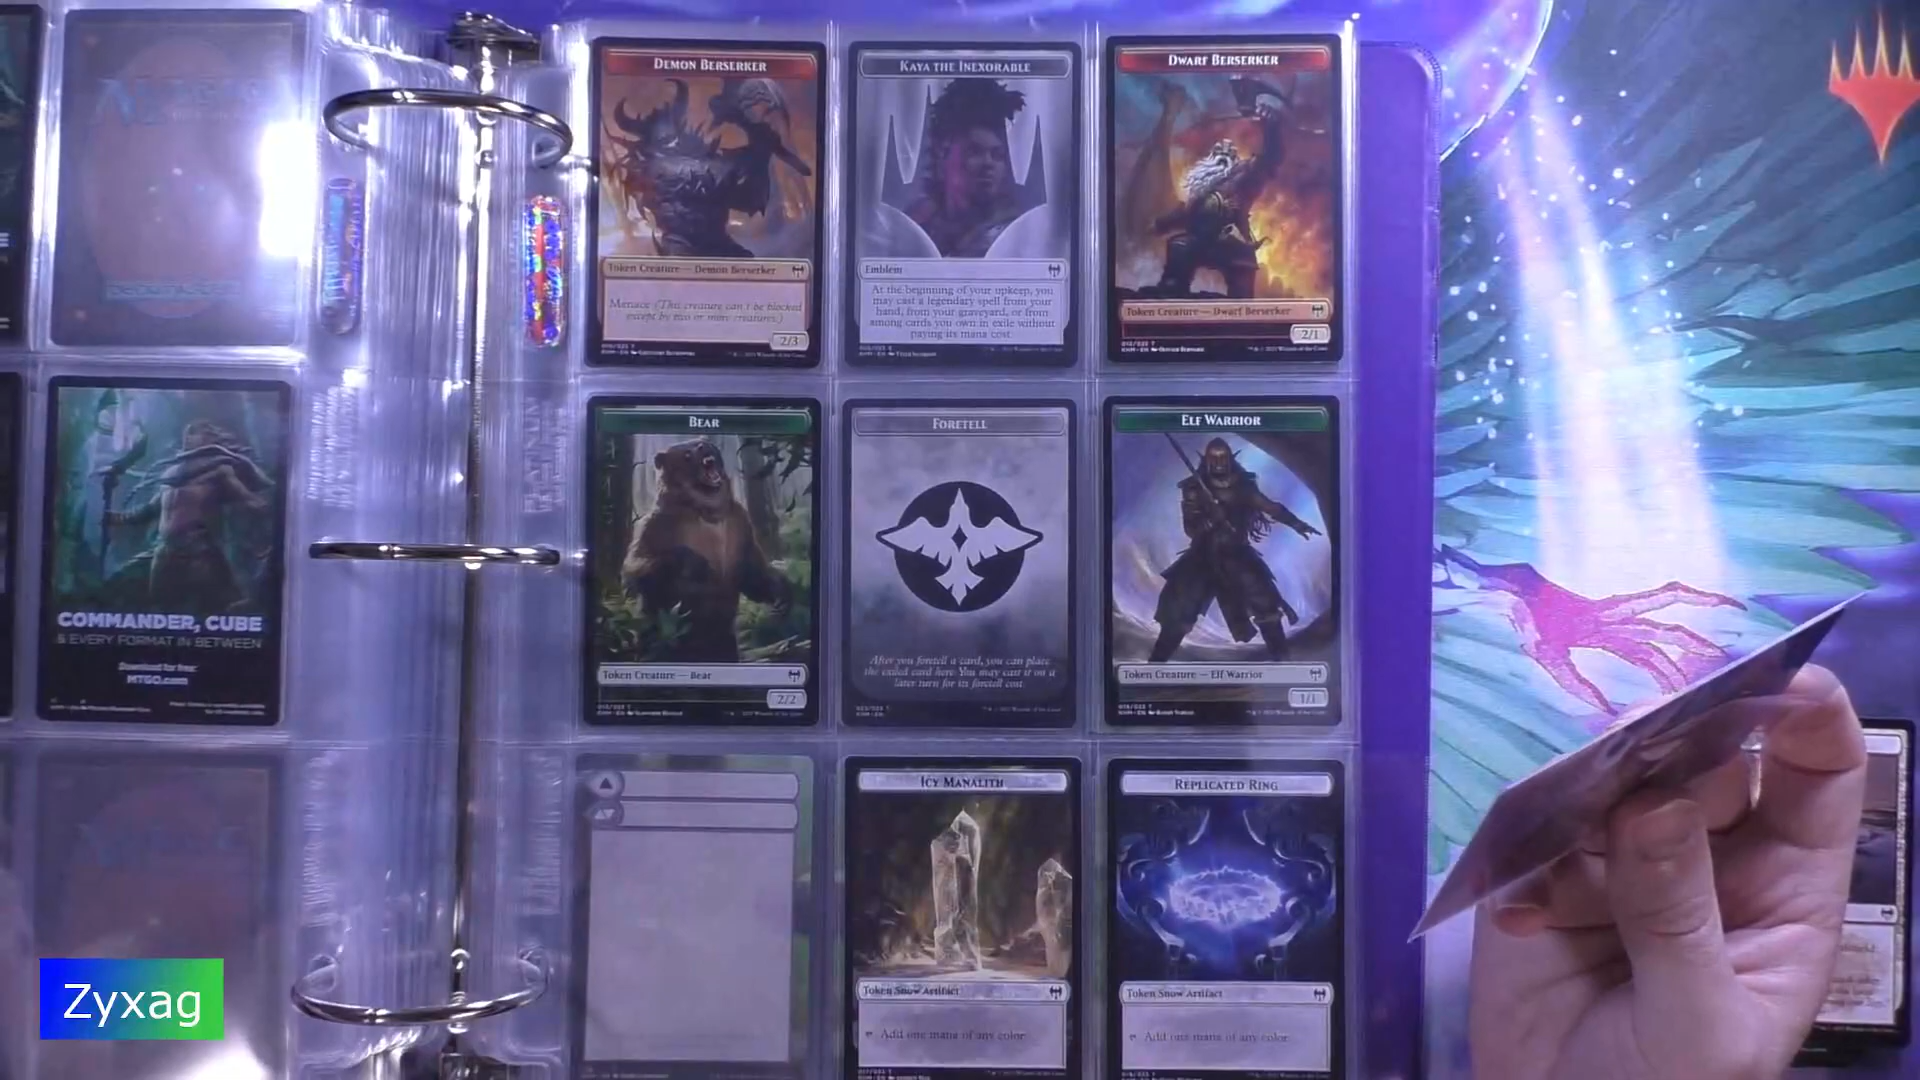 DEMON BERSERKER
Token Creature — Demon Berserker
Menace (This creature can't be blocked
except by two or more creatures.)
2/3
KAYA THE INEXORABLE
Emblem
At the beginning of your upkeep, you
may cast a legendary spell from your
hand, from your graveyard, or from
among cards you own in exile without
paying its mana cost.
DWARF BERSERKER
Token Creature — Dwarf Berserker
2/1
COMMANDER, CUBE
& EVERY FORMAT IN BETWEEN
Download for free:
MTGO.com
BEAR
Token Creature — Bear
2/2
FORETELL
After you foretell a card, you can place
the exiled card here. You may cast it on a
later turn for its foretell cost.
ELF WARRIOR
Token Creature — Elf Warrior
1/1
ICY MANALITH
Token Snow Artifact
Add one mana of any color.
REPLICATED RING
Token Snow Artifact
Add one mana of any color.
Zyxag